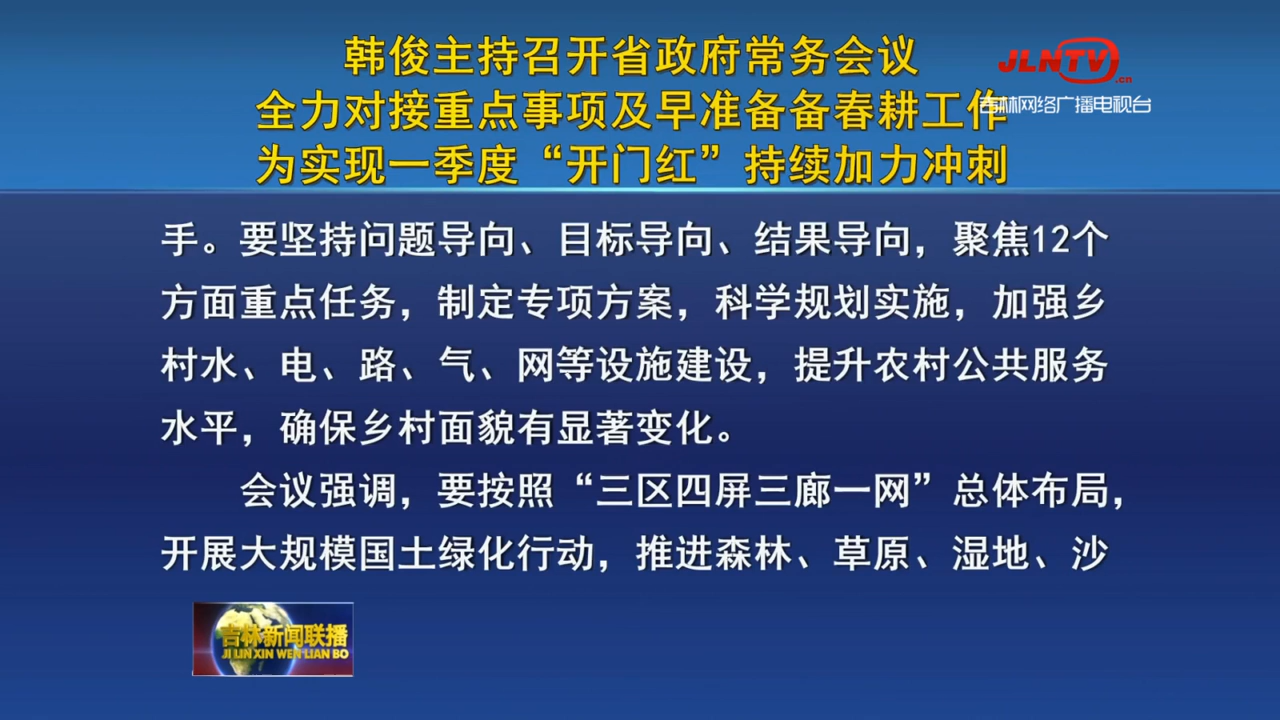 韩俊主持召开省政府常务会议
JLNTV.cn
全力对接重点事项及早准备备春耕工作
吉林网络广播电视台
为实现一季度“开门红”持续加力冲刺
手。要坚持问题导向、目标导向、结果导向，聚焦12个
方面重点任务，制定专项方案，科学规划实施，加强乡
村水、电、路、气、网等设施建设，提升农村公共服务
水平，确保乡村面貌有显著变化。
会议强调，要按照“三区四屏三廊一网”总体布局，
开展大规模国土绿化行动，推进森林、草原、湿地、沙
吉林新闻联播
JI LIN XIN WEN LIAN BO